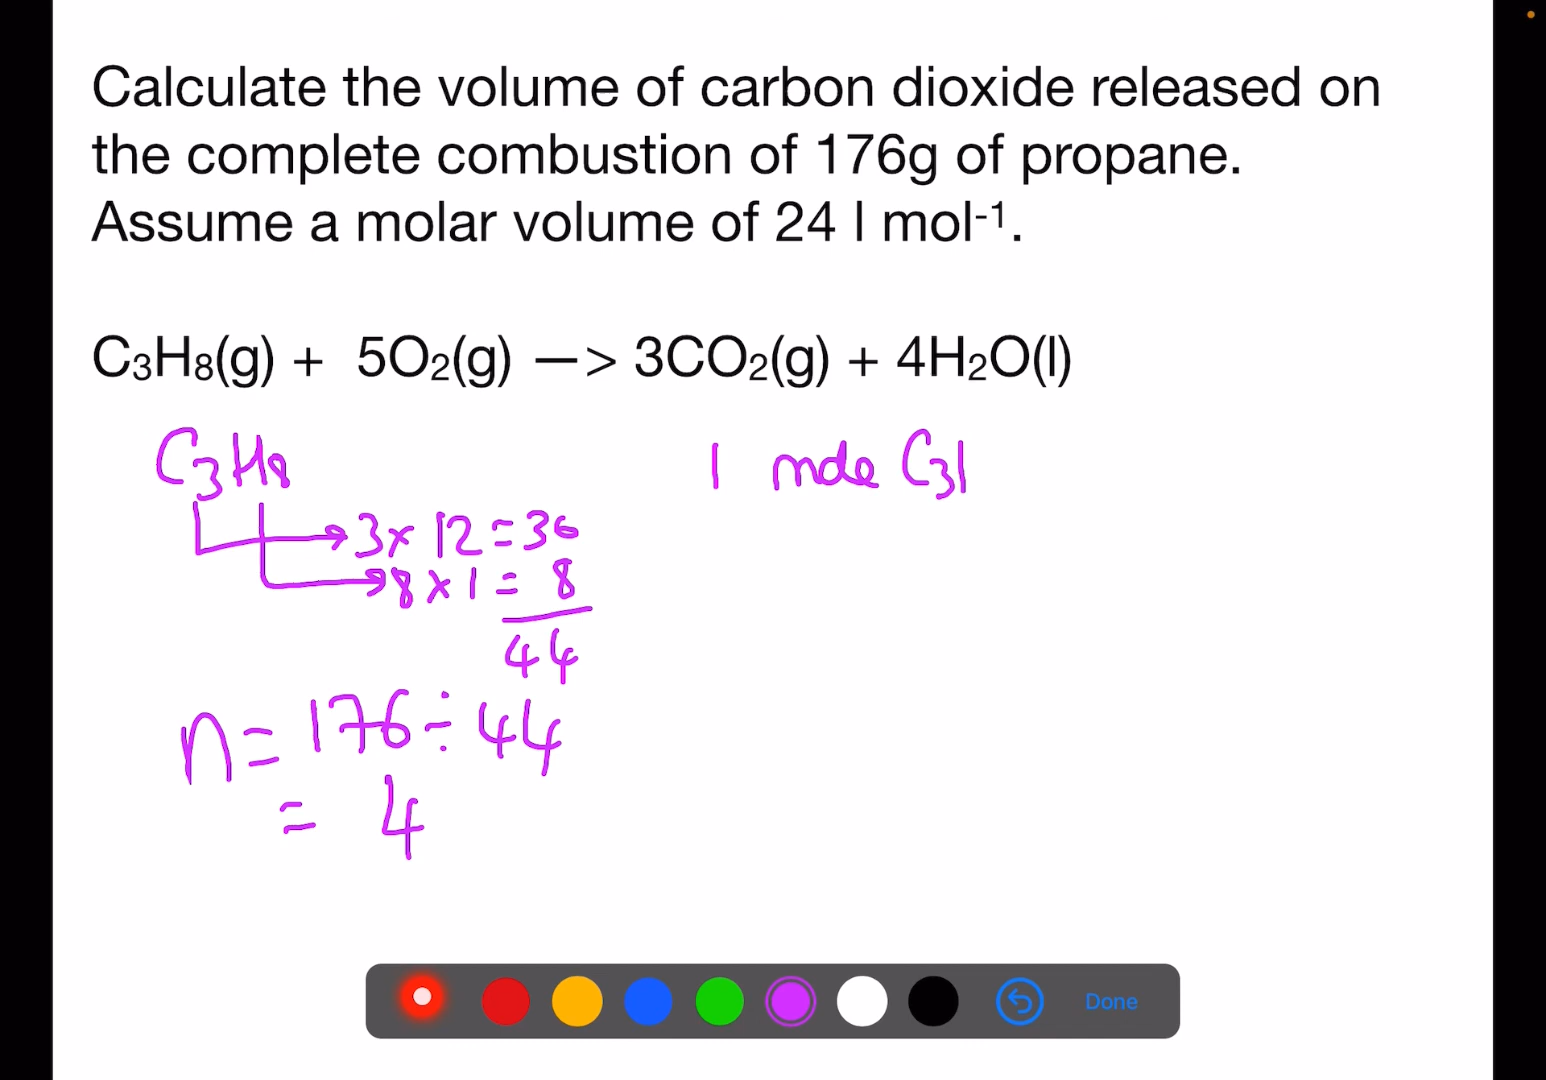 Calculate the volume of carbon dioxide released on
the complete combustion of 176g of propane.
Assume a molar volume of 24 l mol⁻¹.
C₃H₈(g) + 5O₂(g) —> 3CO₂(g) + 4H₂O(l)
C₃H₈
3 x 12 = 36
8 x 1 = 8
44
n = 176 ÷ 44
= 4
1 mole C₃l
Done